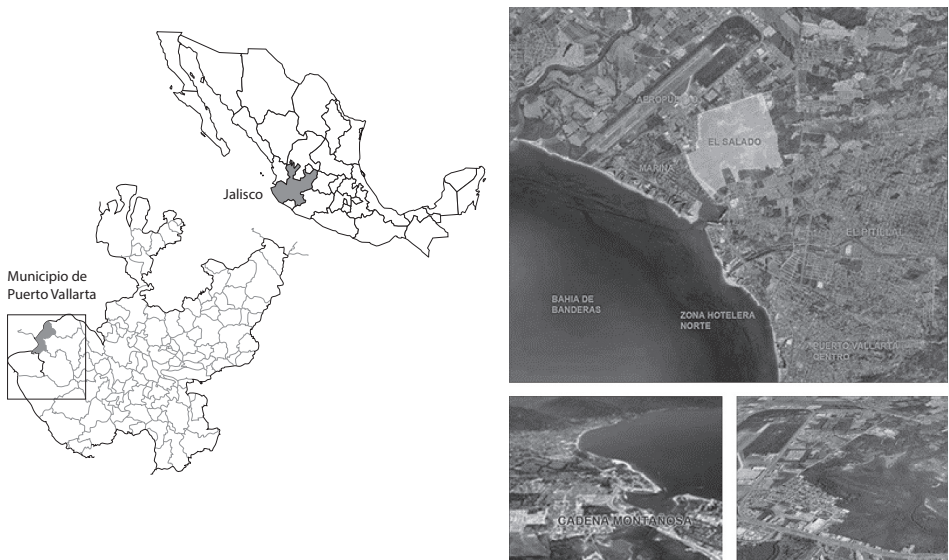 Jalisco
Municipio de
Puerto Vallarta
AEROPUERTO
EL SALADO
MARINA
EL PITILLAL
BAHIA DE
BANDERAS
ZONA HOTELERA
NORTE
PUERTO VALLARTA
CENTRO
CADENA MONTAÑOSA